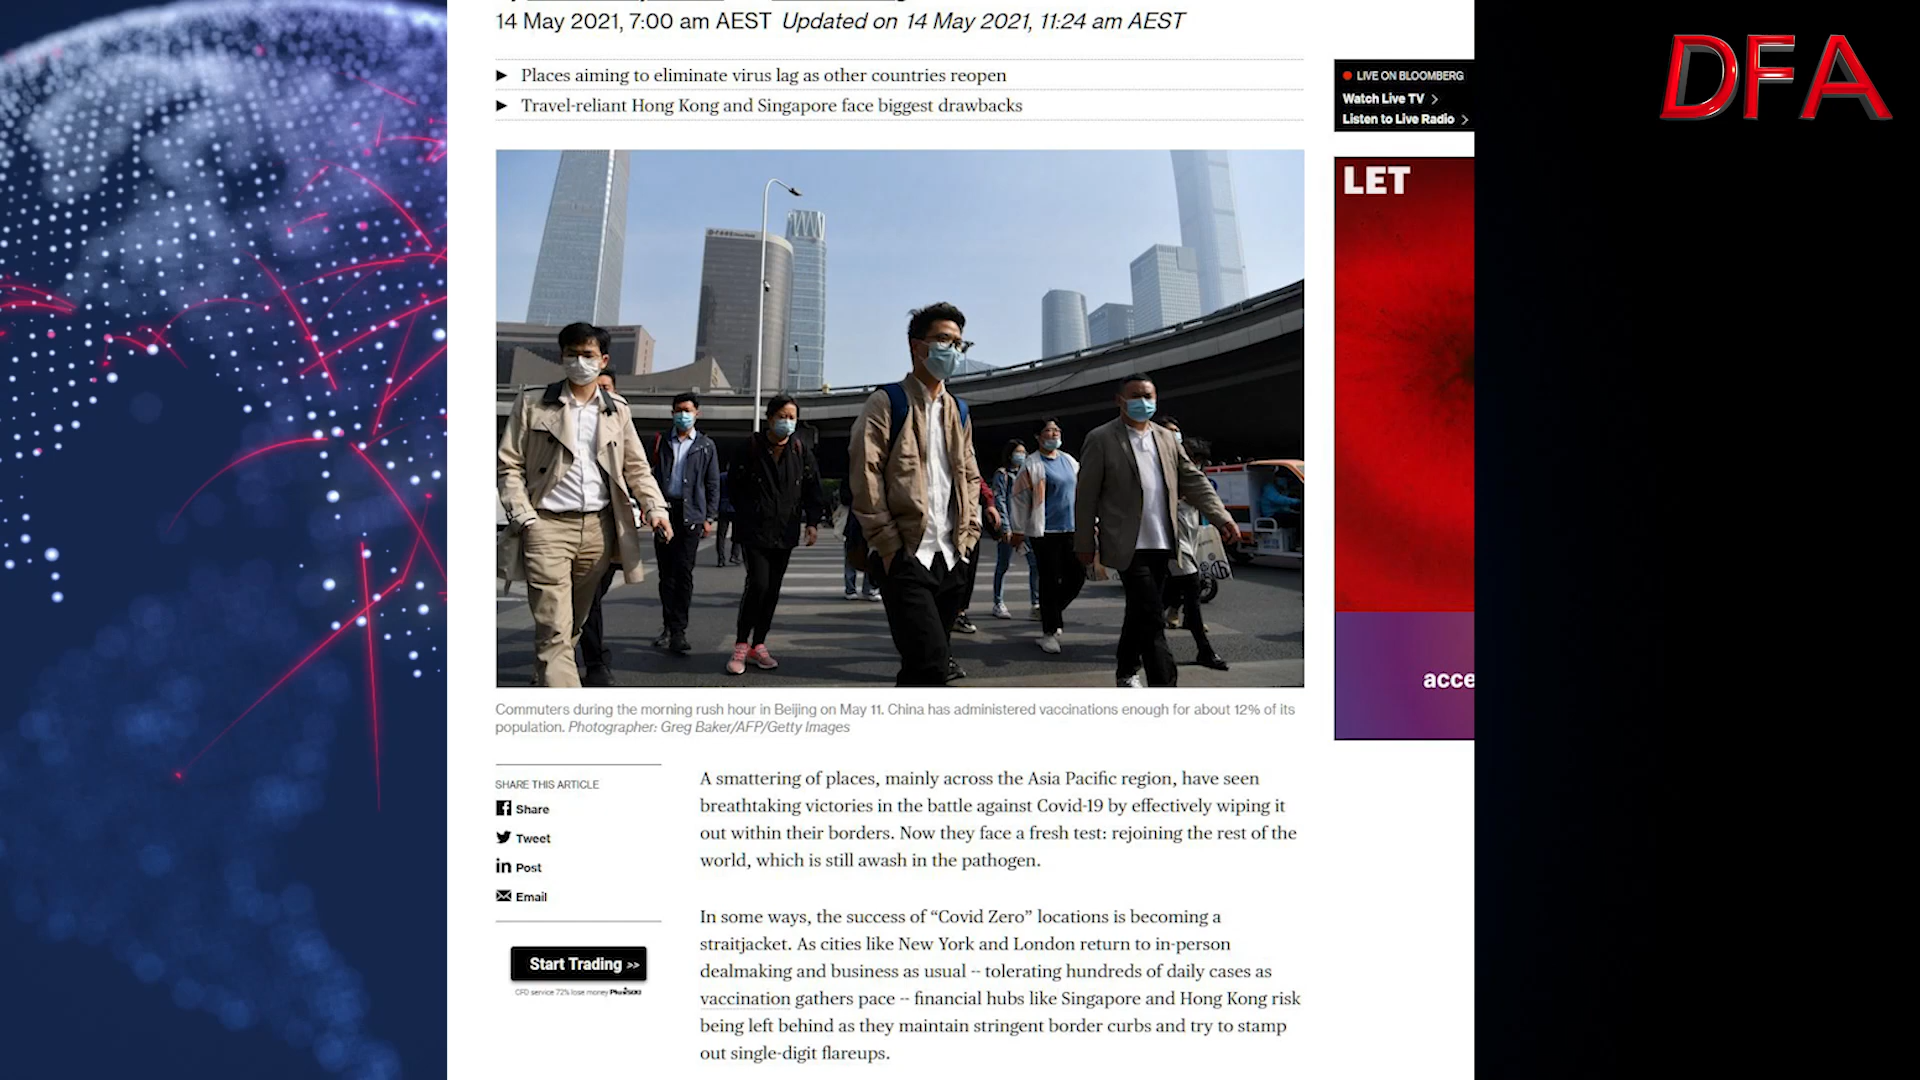 14 May 2021, 7:00 am AEST Updated on 14 May 2021, 11:24 am AEST
▶ Places aiming to eliminate virus lag as other countries reopen
▶ Travel-reliant Hong Kong and Singapore face biggest drawbacks
DFA
LIVE ON BLOOMBERG
Watch Live TV >
Listen to Live Radio >
LET
acce
Commuters during the morning rush hour in Beijing on May 11. China has administered vaccinations enough for about 12% of its
population. Photographer: Greg Baker/AFP/Getty Images
SHARE THIS ARTICLE
Share
Tweet
in Post
Email
Start Trading >>
CFD service 72% lose money Plus500
A smattering of places, mainly across the Asia Pacific region, have seen
breathtaking victories in the battle against Covid-19 by effectively wiping it
out within their borders. Now they face a fresh test: rejoining the rest of the
world, which is still awash in the pathogen.
In some ways, the success of “Covid Zero” locations is becoming a
straitjacket. As cities like New York and London return to in-person
dealmaking and business as usual -- tolerating hundreds of daily cases as
vaccination gathers pace -- financial hubs like Singapore and Hong Kong risk
being left behind as they maintain stringent border curbs and try to stamp
out single-digit flareups.